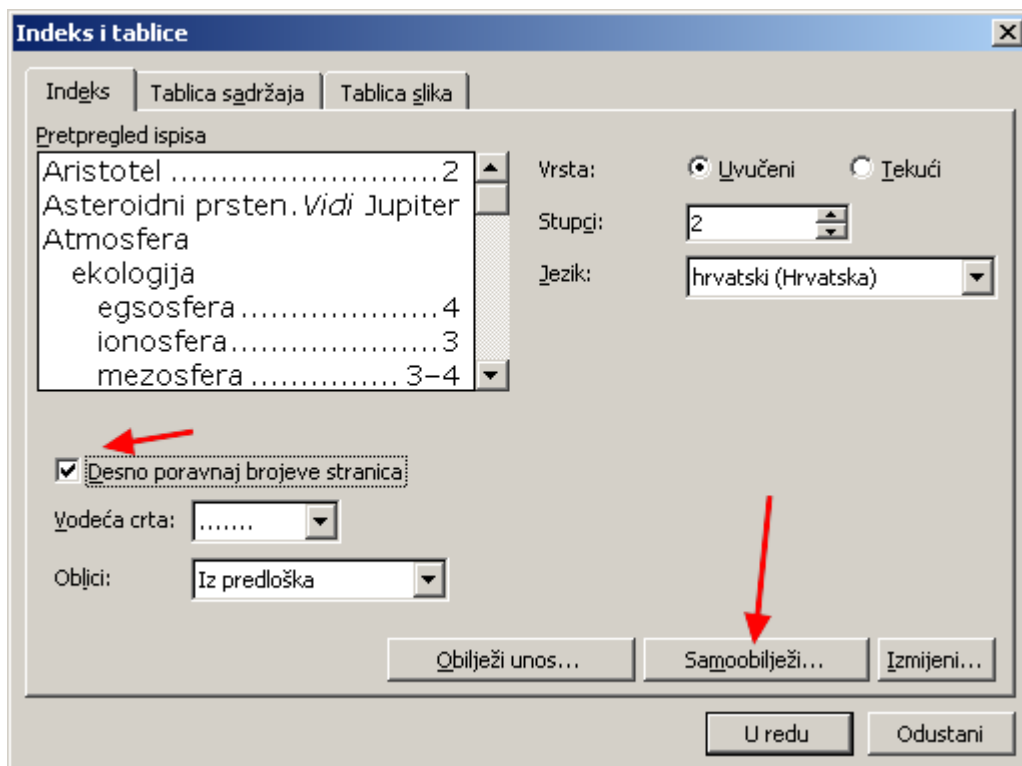 Indeks i tablice
Indeks
Tablica sadržaja
Tablica slika
Pretpregled ispisa
Aristotel ............................ 2
Asteroidni prsten. Vidi Jupiter
Atmosfera
ekologija
egsosfera ..................... 4
ionosfera ...................... 3
mezosfera ............... 3–4
Vrsta:
Uvučeni
Tekući
Stupci:
2
Jezik:
hrvatski (Hrvatska)
Desno poravnaj brojeve stranica
Vodeća crta:
.......
Oblici:
Iz predloška
Obilježi unos...
Samoobilježi...
Izmijeni...
U redu
Odustani